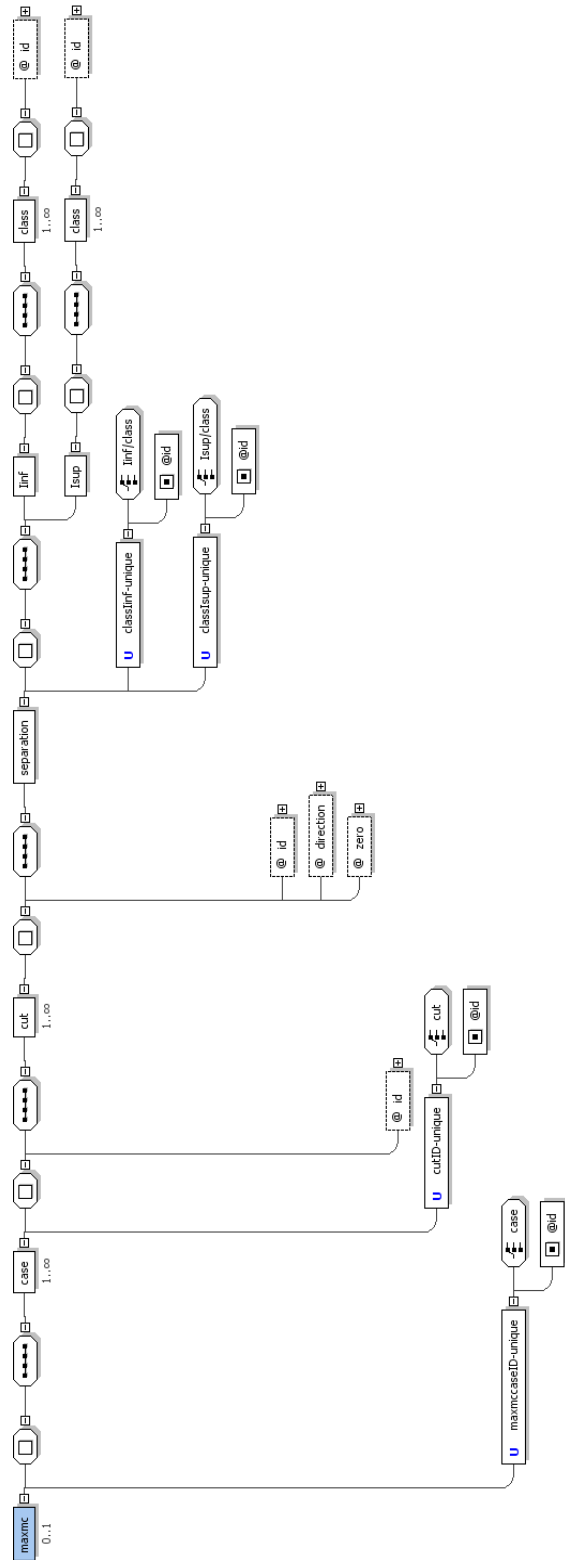 maxmc
0..1
case
1..∞
cut
1..∞
separation
Iinf
class
1..∞
@ id
Isup
class
1..∞
@ id
U classIinf-unique
Iinf/class
@id
U classIsup-unique
Isup/class
@id
@ id
@ direction
@ zero
@ id
U cutID-unique
cut
@id
U maxmccaseID-unique
case
@id